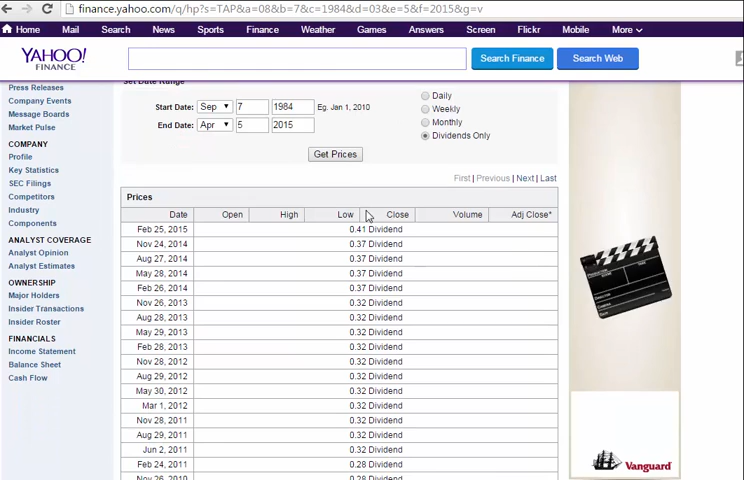 finance.yahoo.com/q/hp?s=TAP&a=08&b=7&c=1984&d=03&e=5&f=2015&g=v
Home Mail Search News Sports Finance Weather Games Answers Screen Flickr Mobile More
YAHOO!
FINANCE
Search Finance Search Web
Press Releases
Company Events
Message Boards
Market Pulse
COMPANY
Profile
Key Statistics
SEC Filings
Competitors
Industry
Components
ANALYST COVERAGE
Analyst Opinion
Analyst Estimates
OWNERSHIP
Major Holders
Insider Transactions
Insider Roster
FINANCIALS
Income Statement
Balance Sheet
Cash Flow
Set Date Range
Start Date: Sep 7 1984 Eg. Jan 1, 2010
End Date: Apr 5 2015
Daily
Weekly
Monthly
Dividends Only
Get Prices
First | Previous | Next | Last
Prices
Date Open High Low Close Volume Adj Close*
Feb 25, 2015 0.41 Dividend
Nov 24, 2014 0.37 Dividend
Aug 27, 2014 0.37 Dividend
May 28, 2014 0.37 Dividend
Feb 26, 2014 0.37 Dividend
Nov 26, 2013 0.32 Dividend
Aug 28, 2013 0.32 Dividend
May 29, 2013 0.32 Dividend
Feb 28, 2013 0.32 Dividend
Nov 28, 2012 0.32 Dividend
Aug 29, 2012 0.32 Dividend
May 30, 2012 0.32 Dividend
Mar 1, 2012 0.32 Dividend
Nov 28, 2011 0.32 Dividend
Aug 29, 2011 0.32 Dividend
Jun 2, 2011 0.32 Dividend
Feb 24, 2011 0.28 Dividend
Nov 26, 2010 0.28 Dividend
Vanguard